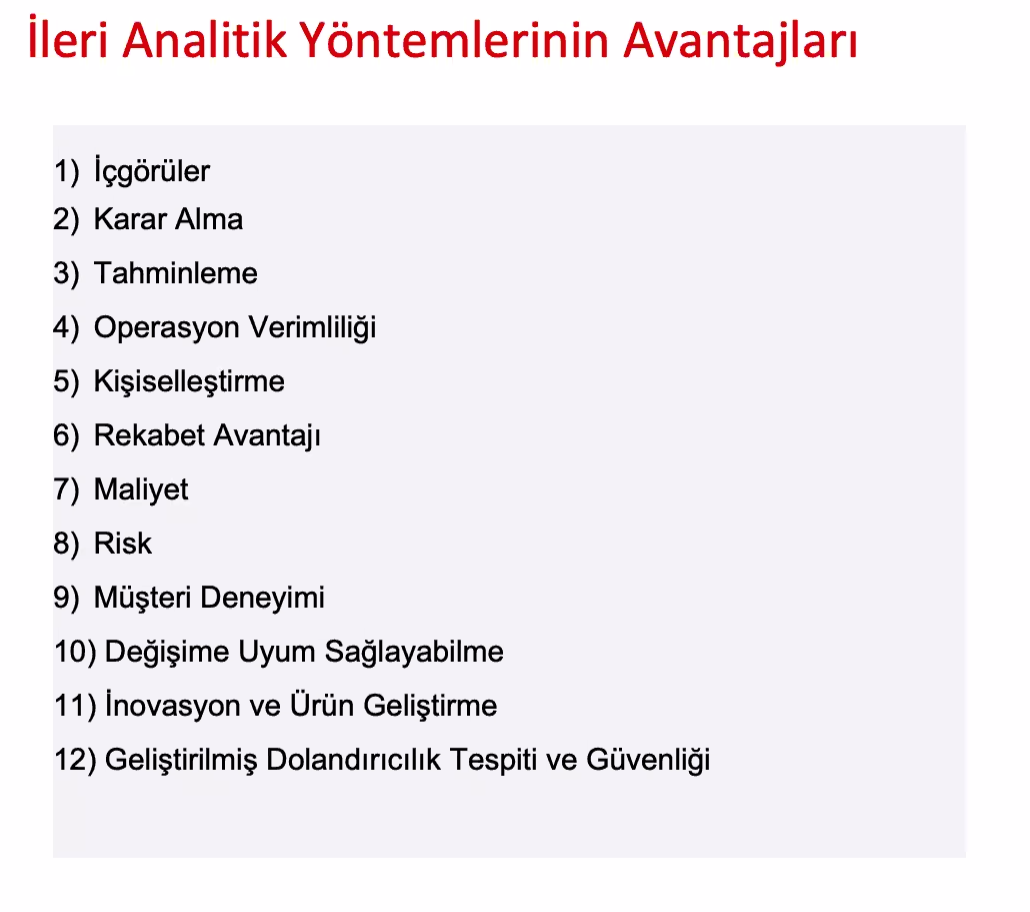 İleri Analitik Yöntemlerinin Avantajları
1) İçgörüler
2) Karar Alma
3) Tahminleme
4) Operasyon Verimliliği
5) Kişiselleştirme
6) Rekabet Avantajı
7) Maliyet
8) Risk
9) Müşteri Deneyimi
10) Değişime Uyum Sağlayabilme
11) İnovasyon ve Ürün Geliştirme
12) Geliştirilmiş Dolandırıcılık Tespiti ve Güvenliği